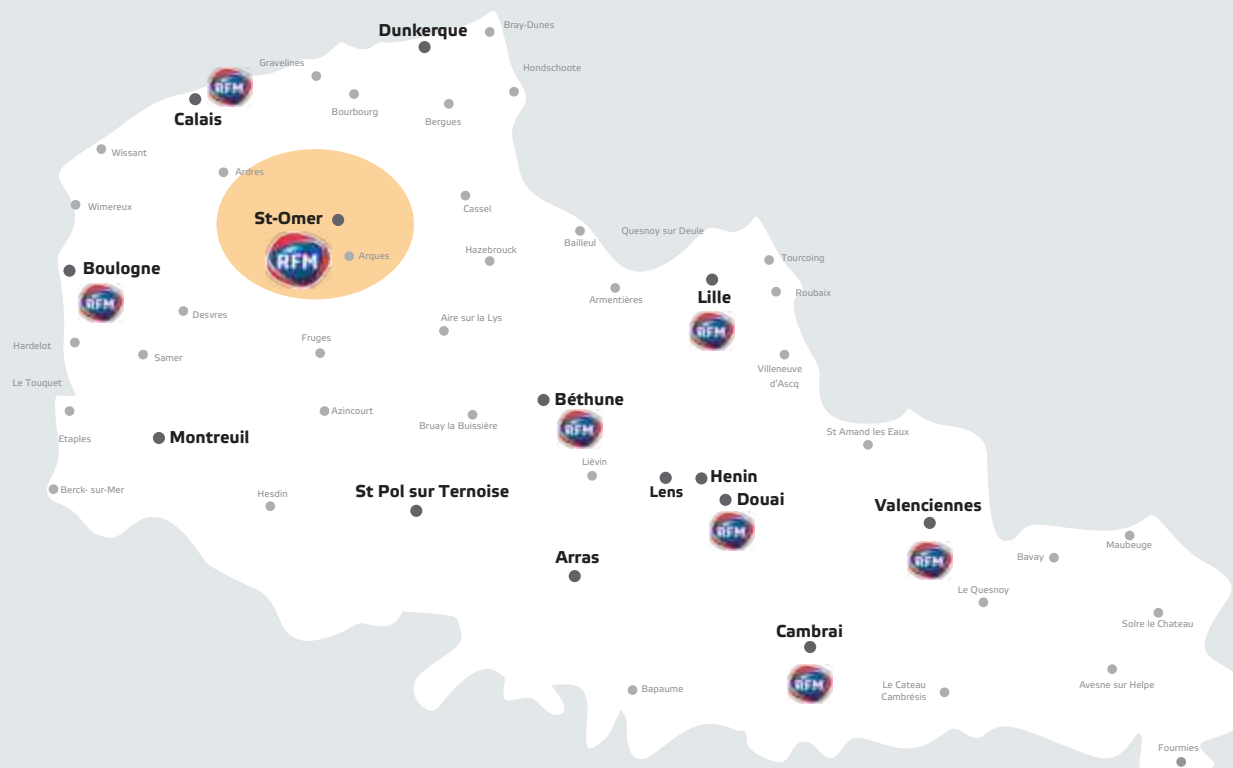 Dunkerque
Bray-Dunes
Gravelines
Hondschoote
RFM
Calais
Bourbourg
Bergues
Wissant
Ardres
Wimereux
Cassel
St-Omer
Quesnoy sur Deule
Bailleul
Hazebrouck
Arques
RFM
Tourcoing
Boulogne
RFM
Lille
Roubaix
Armentières
RFM
Desvres
Aire sur la Lys
Fruges
Hardelot
Samer
Villeneuve
d'Ascq
Le Touquet
Béthune
RFM
Azincourt
Bruay la Buissière
St Amand les Eaux
Etaples
Montreuil
Liévin
Henin
Berck- sur-Mer
Hesdin
St Pol sur Ternoise
Lens
Douai
RFM
Valenciennes
RFM
Maubeuge
Bavay
Arras
Le Quesnoy
Solre le Chateau
Cambrai
RFM
Bapaume
Le Cateau
Cambrésis
Avesne sur Helpe
Fourmies